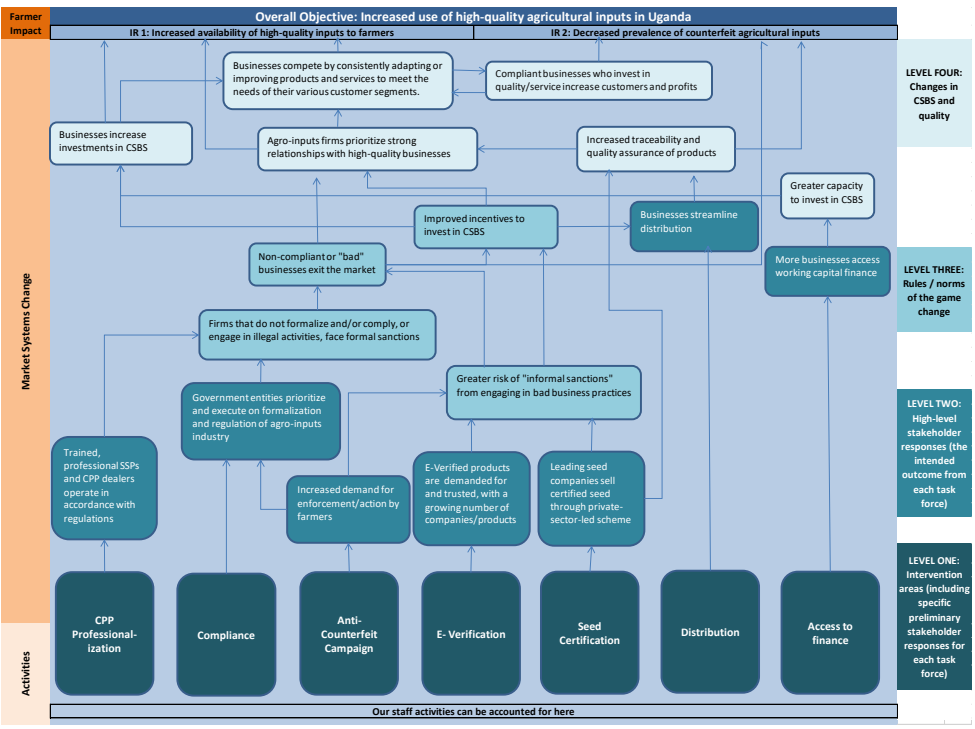 Farmer
Impact
Overall Objective: Increased use of high-quality agricultural inputs in Uganda
IR 1: Increased availability of high-quality inputs to farmers
IR 2: Decreased prevalence of counterfeit agricultural inputs
Businesses compete by consistently adapting or
improving products and services to meet the
needs of their various customer segments.
Compliant businesses who invest in
quality/service increase customers and profits
LEVEL FOUR:
Changes in
CSBS and
quality
Businesses increase
investments in CSBS
Agro-inputs firms prioritize strong
relationships with high-quality businesses
Increased traceability and
quality assurance of products
Greater capacity
to invest in CSBS
Improved incentives to
invest in CSBS
Businesses streamline
distribution
Non-compliant or "bad"
businesses exit the market
More businesses access
working capital finance
LEVEL THREE:
Rules / norms
of the game
change
Market Systems Change
Firms that do not formalize and/or comply, or
engage in illegal activities, face formal sanctions
Greater risk of "informal sanctions"
from engaging in bad business practices
Government entities prioritize
and execute on formalization
and regulation of agro-inputs
industry
LEVEL TWO:
High-level
stakeholder
responses (the
intended
outcome from
each task
force)
Trained,
professional SSPs
and CPP dealers
operate in
accordance with
regulations
Increased demand for
enforcement/action by
farmers
E-Verified products
are demanded for
and trusted, with a
growing number of
companies/products
Leading seed
companies sell
certified seed
through private-
sector-led scheme
LEVEL ONE:
Intervention
areas (including
specific
preliminary
stakeholder
responses for
each task
force)
Activities
CPP
Professional-
ization
Compliance
Anti-
Counterfeit
Campaign
E- Verification
Seed
Certification
Distribution
Access to
finance
Our staff activities can be accounted for here